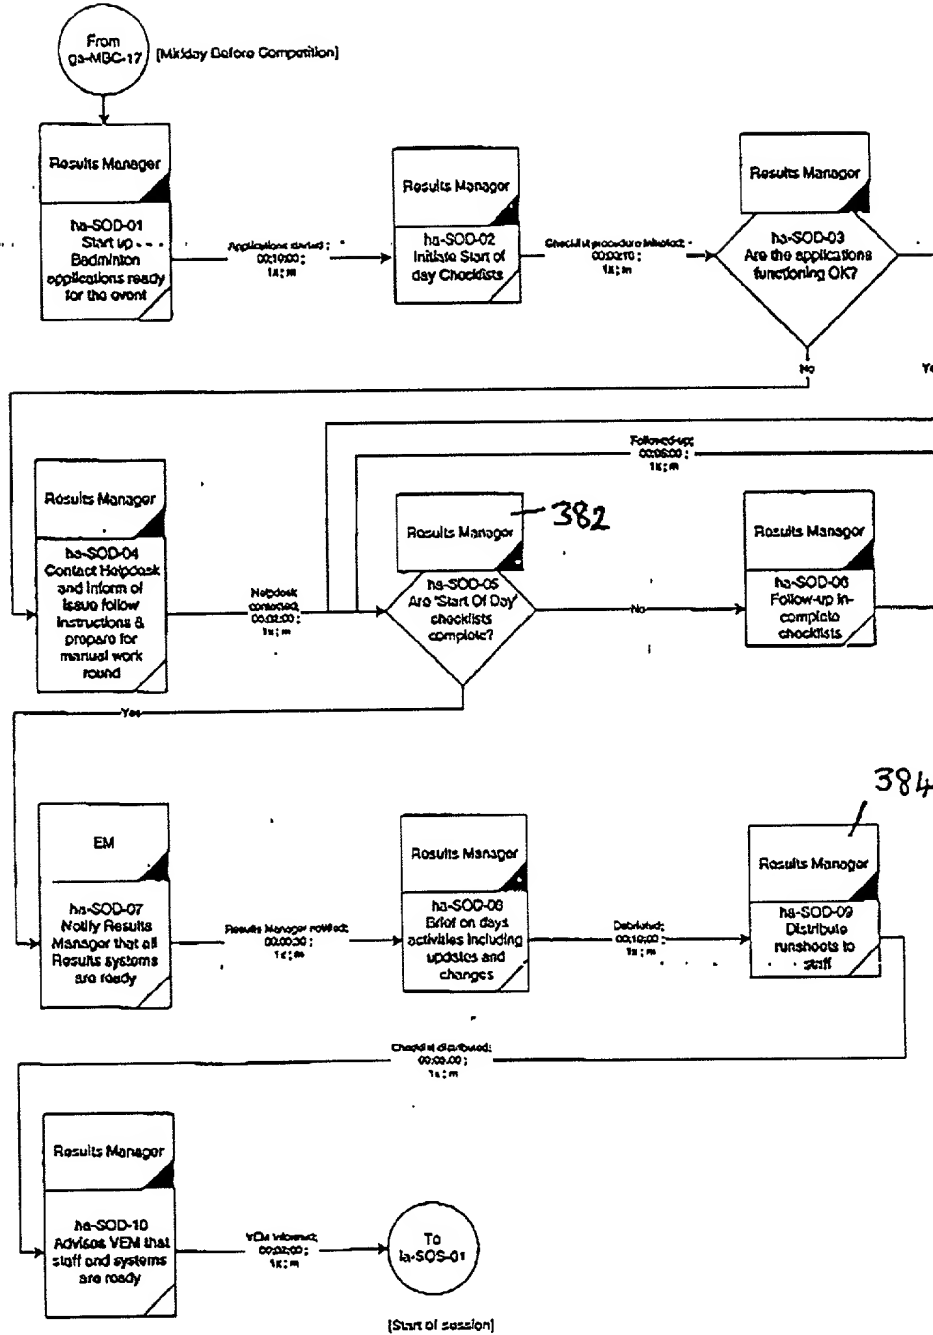 From
ga-MBC-17
[Midday Before Competition]
Results Manager
ha-SOD-01
Start up
Badminton
applications ready
for the event
Applications started;
00:10:00;
1x; m
Results Manager
ha-SOD-02
Initiate Start of
day Checklists
Checklist procedure initiated;
00:00:10;
1x; m
Results Manager
ha-SOD-03
Are the applications
functioning OK?
No
Ye
Followed-up;
00:05:00;
1x; m
Results Manager
ha-SOD-04
Contact Helpdesk
and inform of
issue follow
instructions &
prepare for
manual work
round
Helpdesk
contacted;
00:02:00;
1x; m
382
Results Manager
ha-SOD-05
Are 'Start Of Day'
checklists
complete?
No
Results Manager
ha-SOD-06
Follow-up in-
complete
checklists
Yes
384
EM
ha-SOD-07
Notify Results
Manager that all
Results systems
are ready
Results Manager notified;
00:00:30;
1x; m
Results Manager
ha-SOD-08
Brief on days
activities including
updates and
changes
Debriefed;
00:10:00;
1x; m
Results Manager
ha-SOD-09
Distribute
runsheets to
staff
Checklist distributed;
00:05:00;
1x; m
Results Manager
ha-SOD-10
Advises VEM that
staff and systems
are ready
VEM informed;
00:02:00;
1x; m
To
ia-SOS-01
[Start of session]